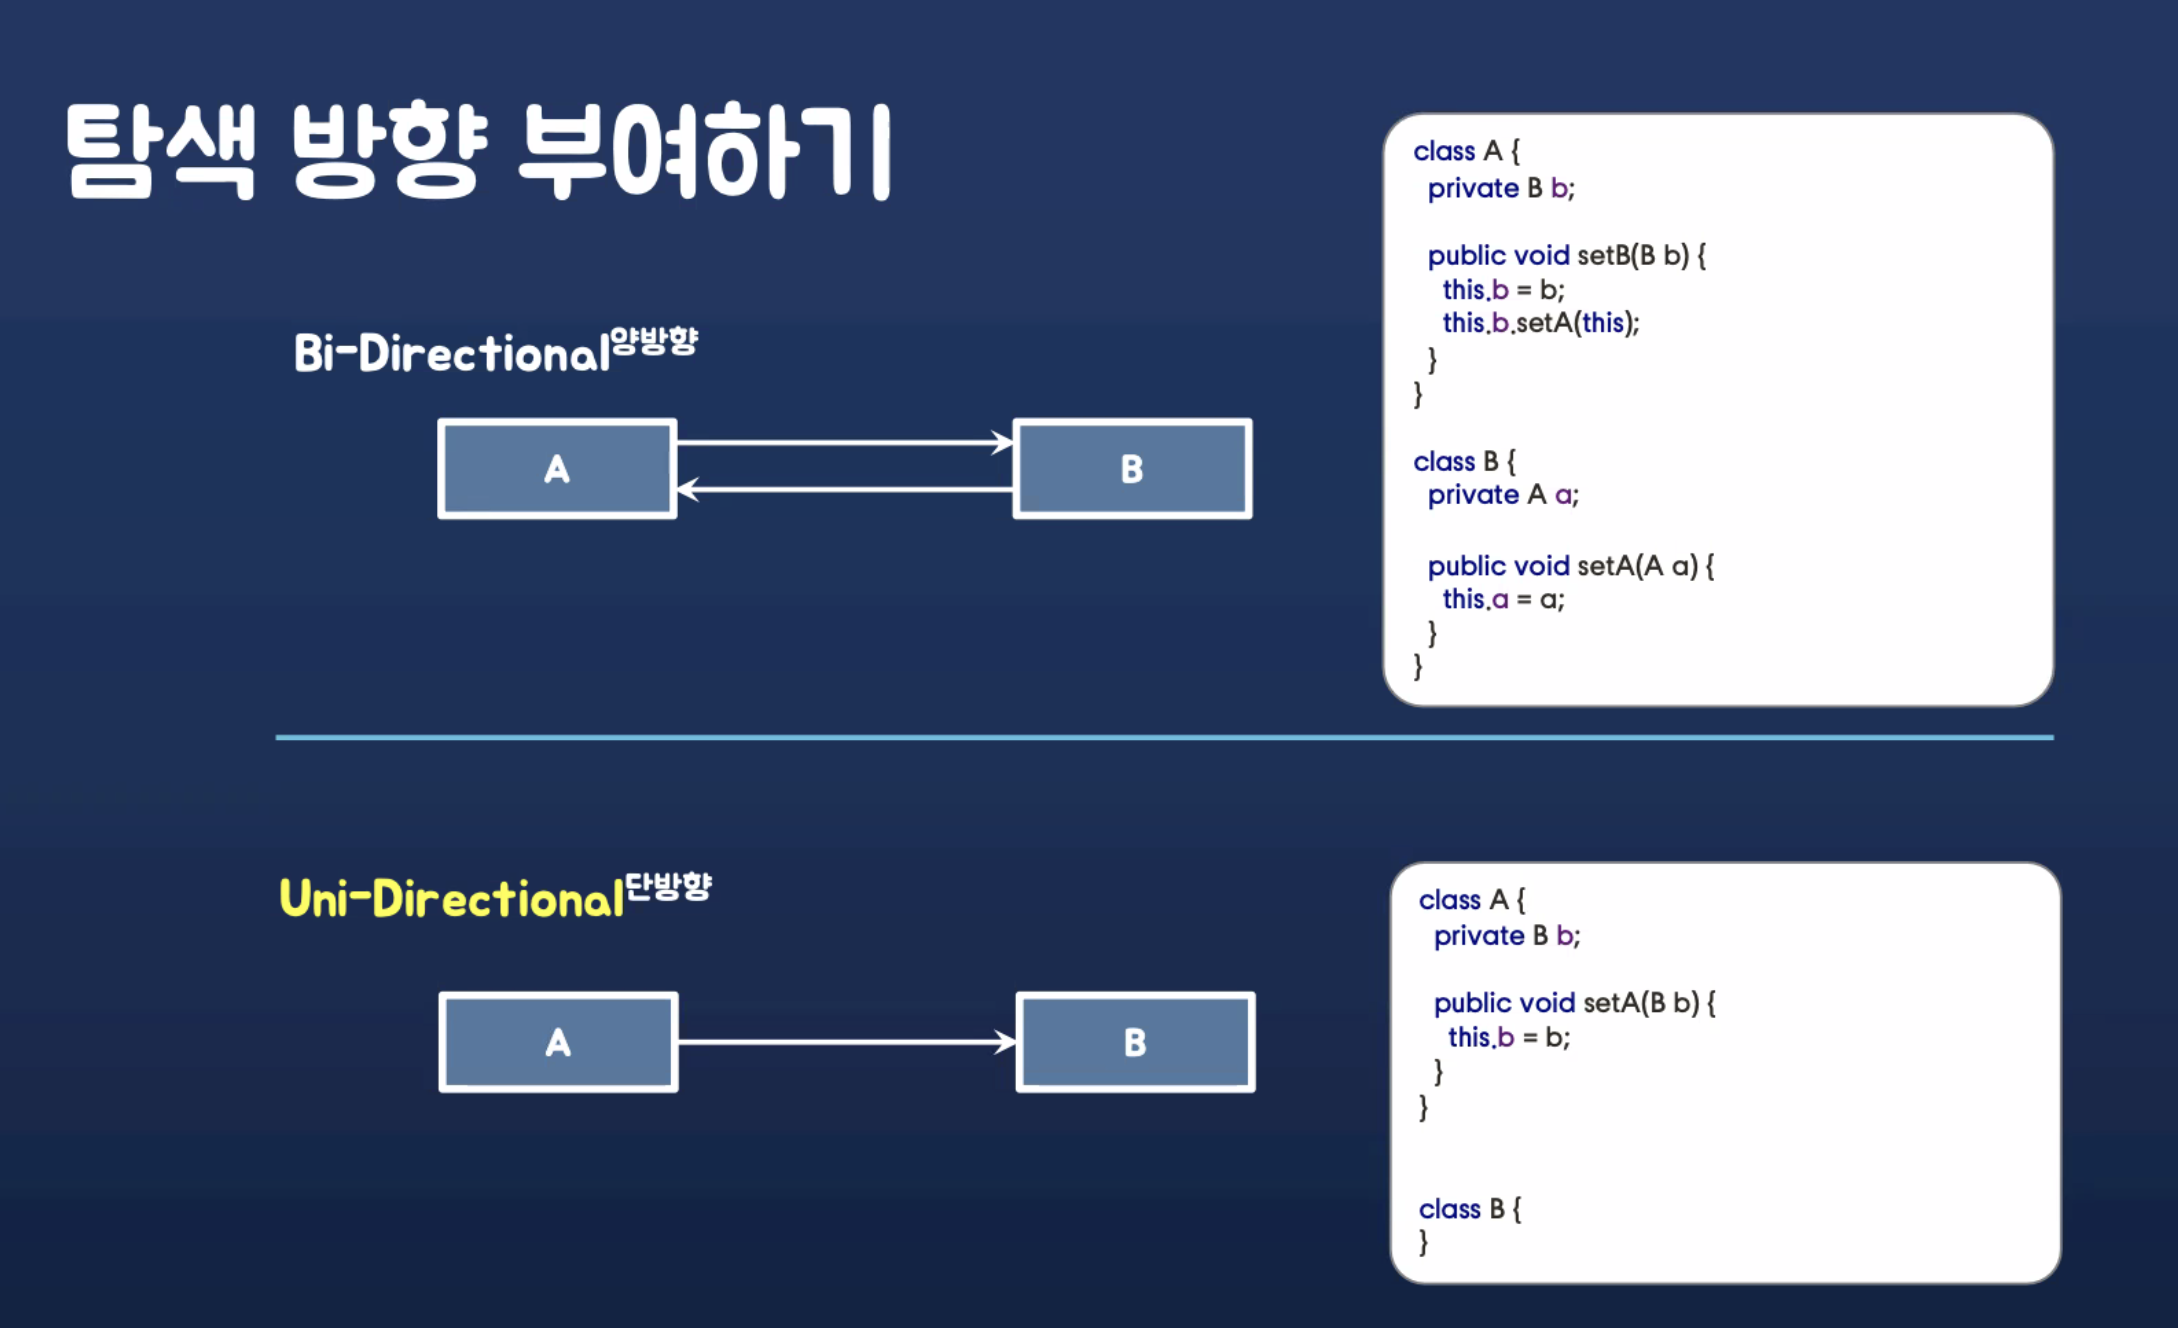 탐색 방향 부여하기
Bi-Directional양방향
A
B
class A {
private B b;
public void setB(B b) {
this.b = b;
this.b.setA(this);
}
}
class B {
private A a;
public void setA(A a) {
this.a = a;
}
}
Uni-Directional단방향
A
B
class A {
private B b;
public void setA(B b) {
this.b = b;
}
}
class B {
}